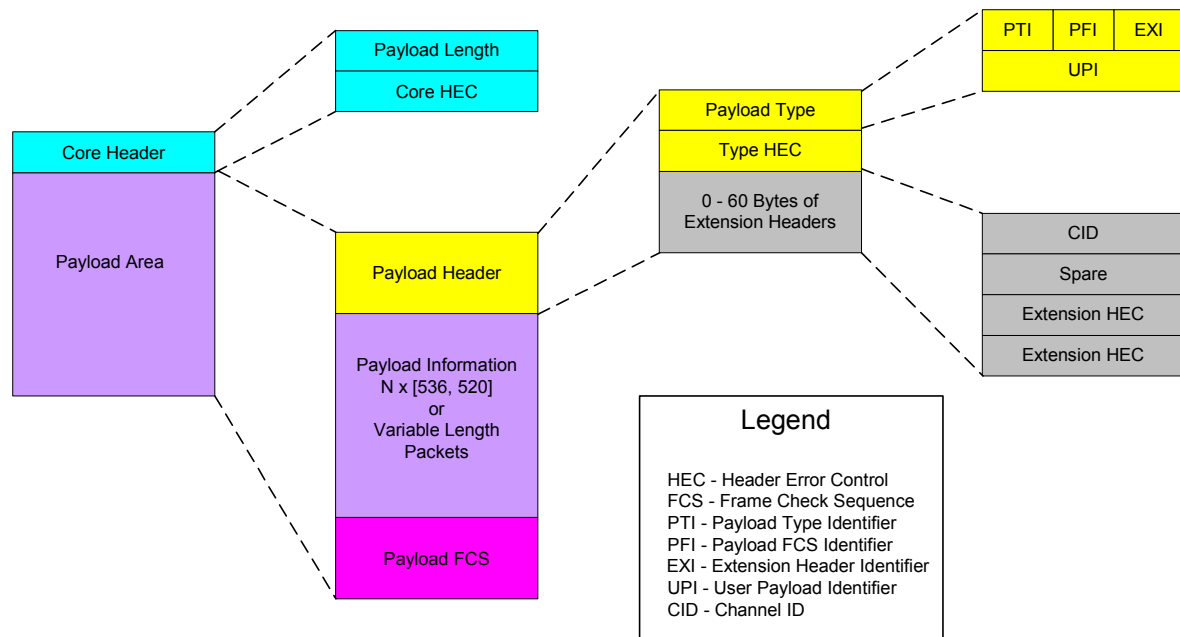 Core Header
Payload Area
Payload Length
Core HEC
Payload Header
Payload Information
N x [536, 520]
or
Variable Length
Packets
Payload FCS
Payload Type
Type HEC
0 - 60 Bytes of
Extension Headers
PTI PFI EXI
UPI
CID
Spare
Extension HEC
Extension HEC
Legend
HEC - Header Error Control
FCS - Frame Check Sequence
PTI - Payload Type Identifier
PFI - Payload FCS Identifier
EXI - Extension Header Identifier
UPI - User Payload Identifier
CID - Channel ID